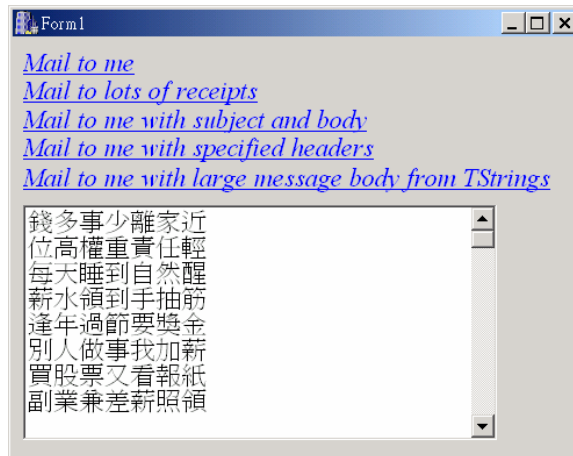 Form1
Mail to me
Mail to lots of receipts
Mail to me with subject and body
Mail to me with specified headers
Mail to me with large message body from TStrings
錢多事少離家近
位高權重責任輕
每天睡到自然醒
薪水領到手抽筋
逢年過節要獎金
別人做事我加薪
買股票又看報紙
副業兼差薪照領